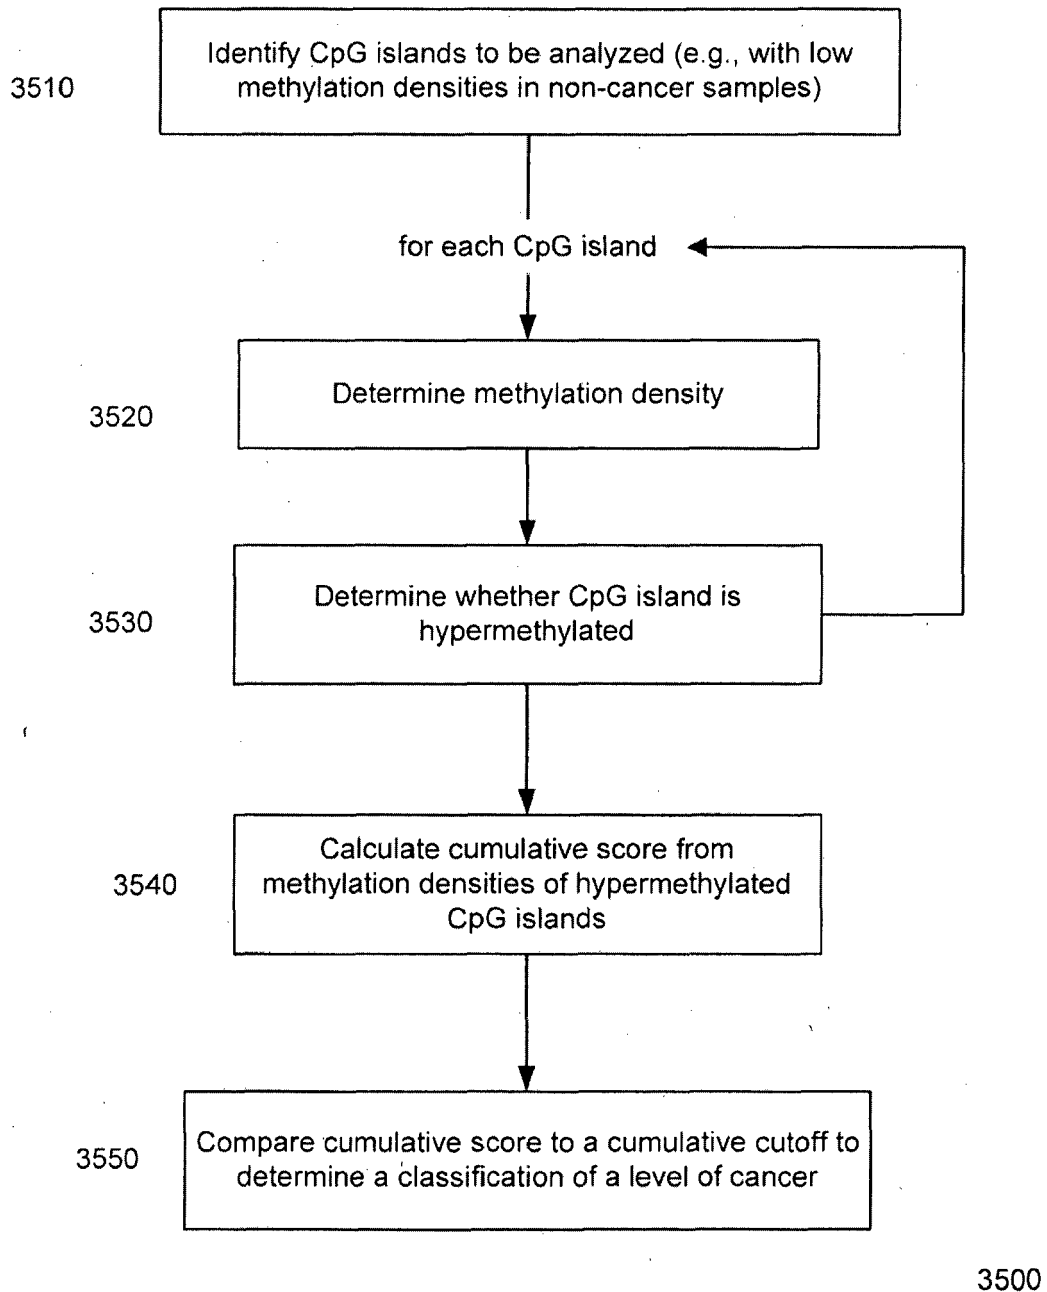 3510
Identify CpG islands to be analyzed (e.g., with low
methylation densities in non-cancer samples)
for each CpG island
3520
Determine methylation density
3530
Determine whether CpG island is
hypermethylated
3540
Calculate cumulative score from
methylation densities of hypermethylated
CpG islands
3550
Compare cumulative score to a cumulative cutoff to
determine a classification of a level of cancer
3500